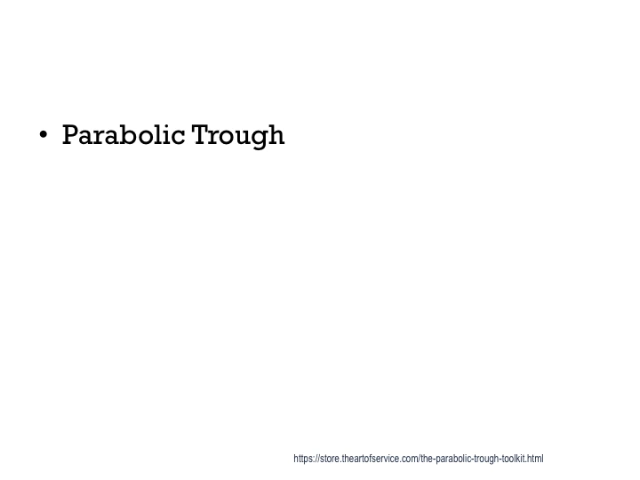 • Parabolic Trough
https://store.theartofservice.com/the-parabolic-trough-toolkit.html